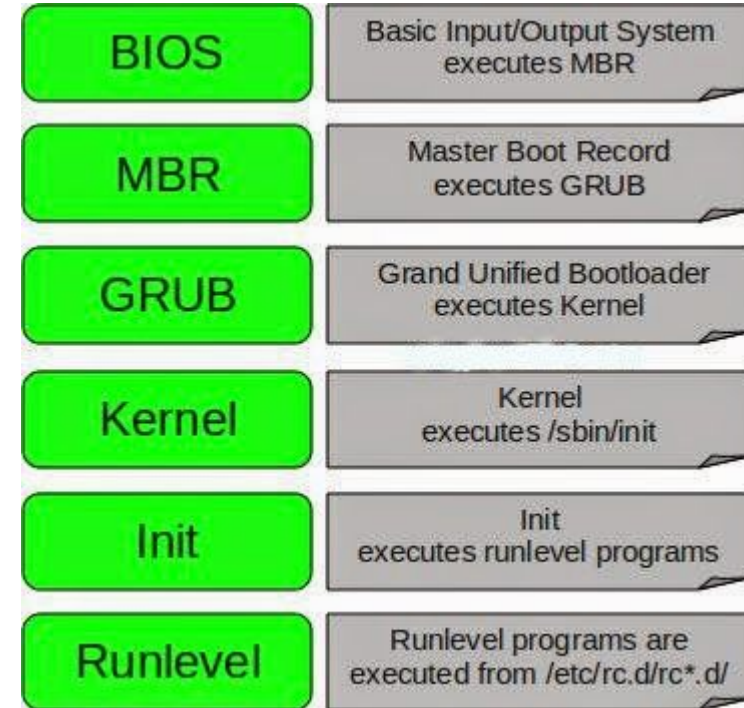 BIOS
Basic Input/Output System
executes MBR
MBR
Master Boot Record
executes GRUB
GRUB
Grand Unified Bootloader
executes Kernel
Kernel
Kernel
executes /sbin/init
Init
Init
executes runlevel programs
Runlevel
Runlevel programs are
executed from /etc/rc.d/rc*.d/